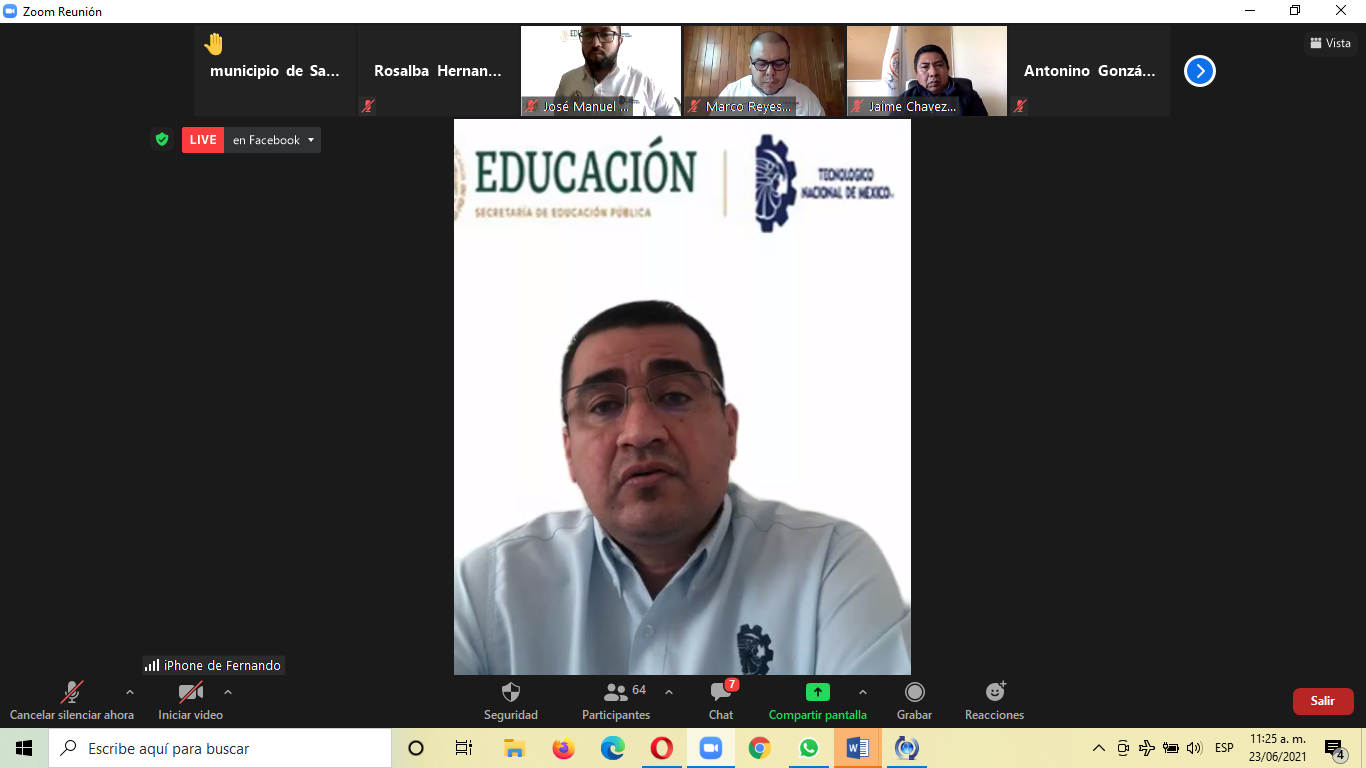 Zoom Reunión
municipio de Sa...
Rosalba Hernan...
José Manuel ...
Marco Reyes...
Jaime Chavez...
Antonino Gonzá...
Vista
LIVE
en Facebook
EDUCACIÓN
SECRETARÍA DE EDUCACIÓN PÚBLICA
TECNOLÓGICO
NACIONAL DE MÉXICO
iPhone de Fernando
Cancelar silenciar ahora
Iniciar video
Seguridad
64
Participantes
7
Chat
Compartir pantalla
Grabar
Reacciones
Salir
Escribe aquí para buscar
ESP
11:25 a. m.
23/06/2021
4